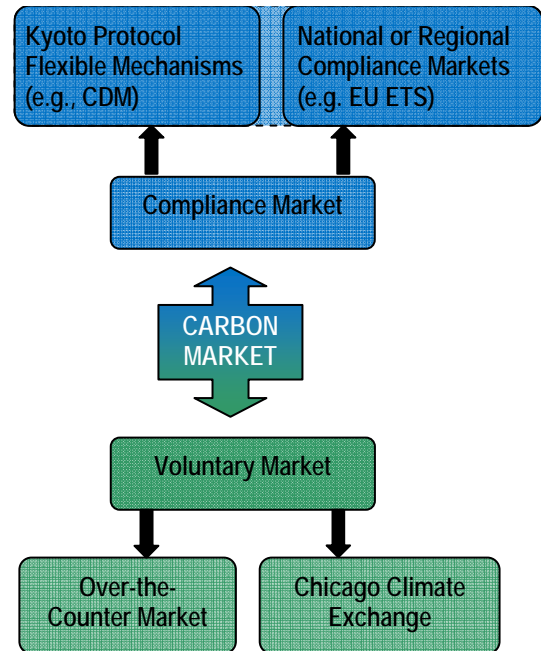 Kyoto Protocol
Flexible Mechanisms
(e.g., CDM)
National or Regional
Compliance Markets
(e.g. EU ETS)
Compliance Market
CARBON
MARKET
Voluntary Market
Over-the-
Counter Market
Chicago Climate
Exchange